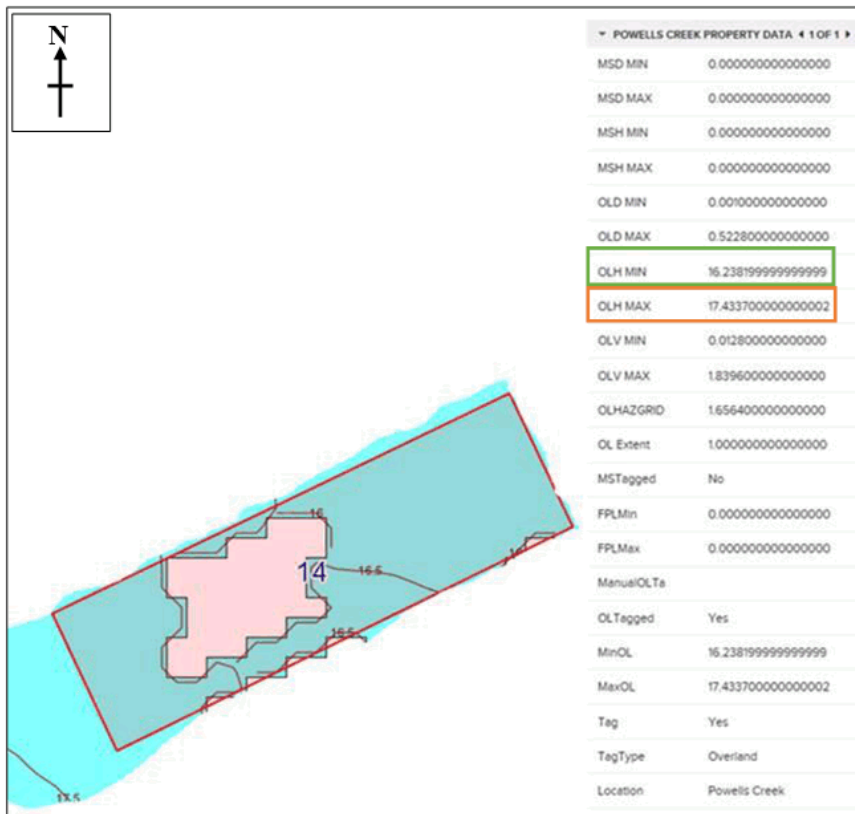 N
POWELLS CREEK PROPERTY DATA 1 OF 1
MSD MIN 0.000000000000000
MSD MAX 0.000000000000000
MSH MIN 0.000000000000000
MSH MAX 0.000000000000000
OLD MIN 0.001000000000000
OLD MAX 0.522800000000000
OLH MIN 16.238199999999999
OLH MAX 17.433700000000002
OLV MIN 0.012800000000000
OLV MAX 1.839600000000000
OLHAZGRID 1.656400000000000
OL Extent 1.000000000000000
MSTagged No
FPLMin 0.000000000000000
FPLMax 0.000000000000000
ManualOLTa
OLTagged Yes
MinOL 16.238199999999999
MaxOL 17.433700000000002
Tag Yes
TagType Overland
Location Powells Creek
16
14
16.5
16
16.5
17.5